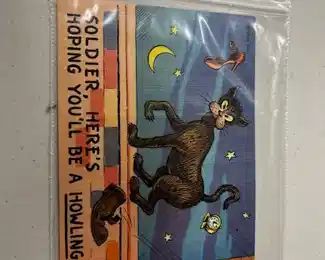 SOLDIER, HERE'S
HOPING YOU'LL BE A HOWLING